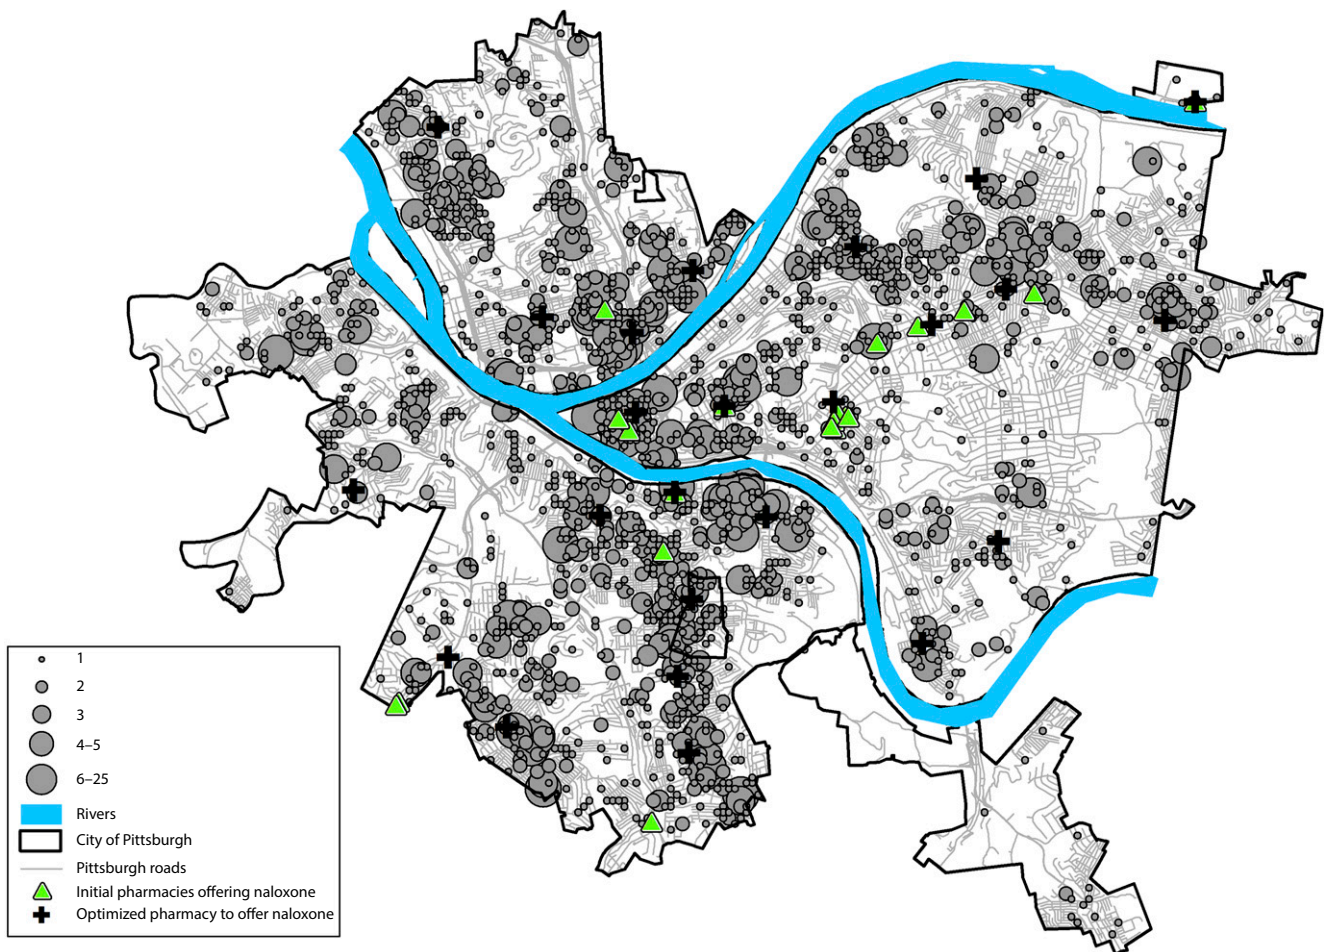 1
2
3
4–5
6–25
Rivers
City of Pittsburgh
Pittsburgh roads
Initial pharmacies offering naloxone
Optimized pharmacy to offer naloxone